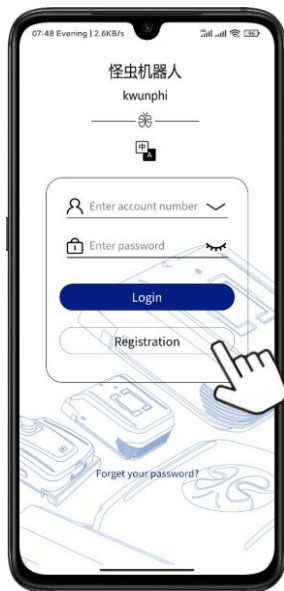 07:48 Evening | 2.6KB/s
怪虫机器人
kwunphi
中
A
Enter account number
Enter password
Login
Registration
Forget your password?